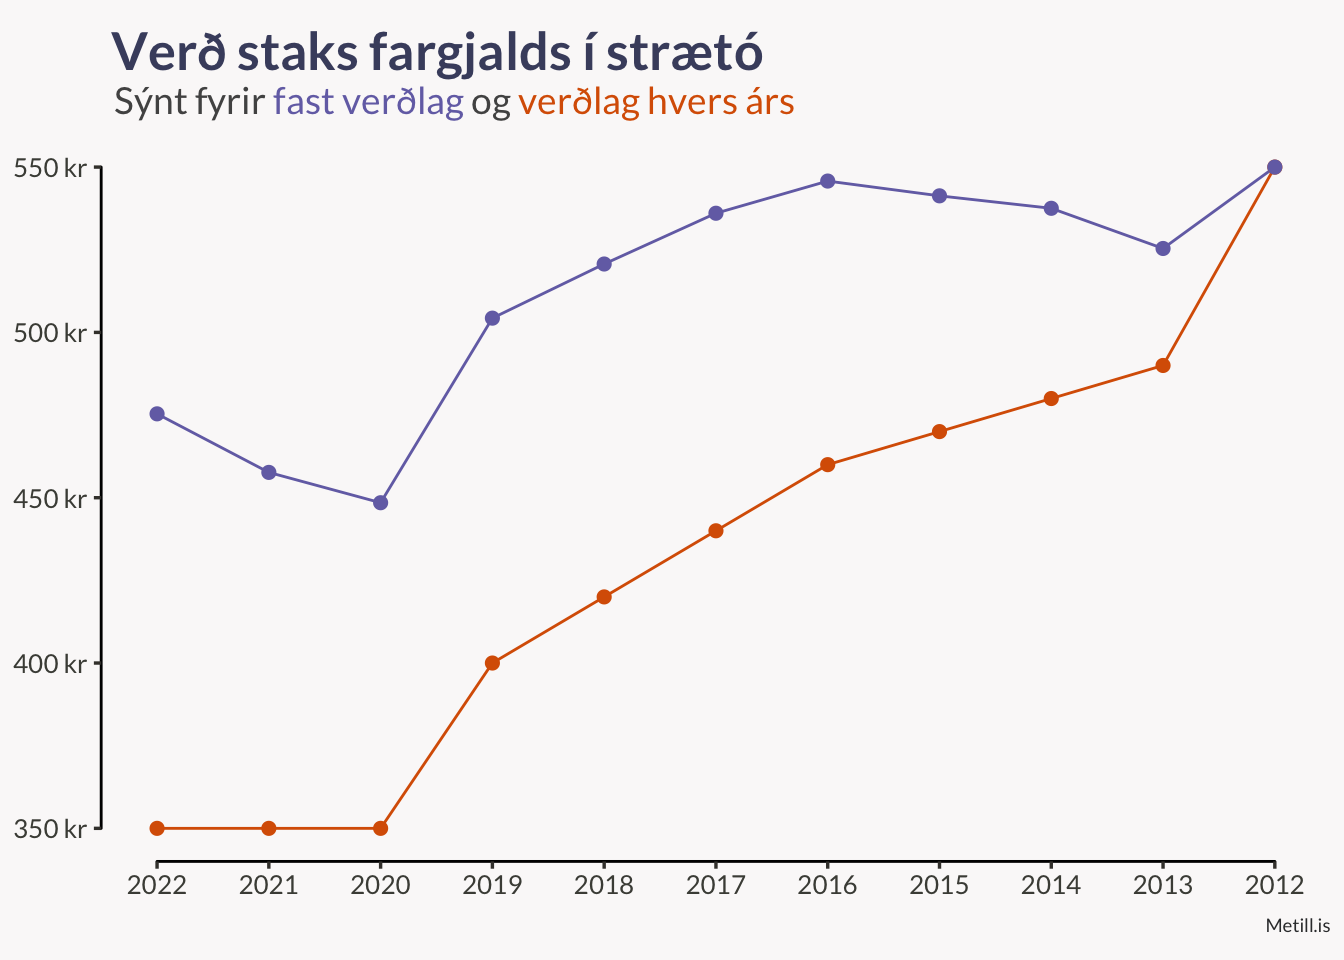 Verð staks fargjalds í strætó
Sýnt fyrir fast verðlag og verðlag hvers árs
550 kr
500 kr
450 kr
400 kr
350 kr
2022 2021 2020 2019 2018 2017 2016 2015 2014 2013 2012
Metill.is